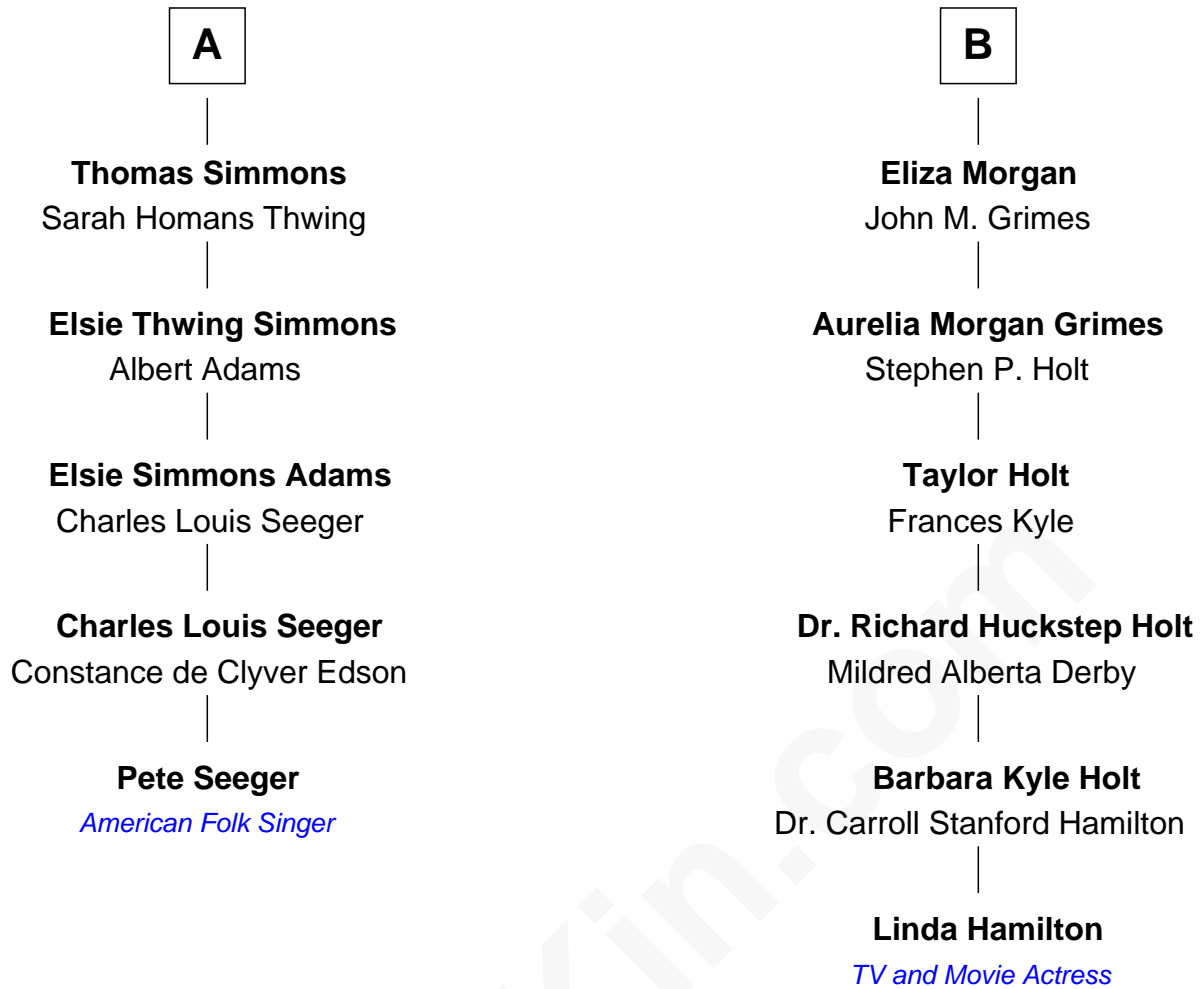 A
Thomas Simmons
Sarah Homans Thwing
Elsie Thwing Simmons
Albert Adams
Elsie Simmons Adams
Charles Louis Seeger
Charles Louis Seeger
Constance de Clyver Edson
Pete Seeger
American Folk Singer
B
Eliza Morgan
John M. Grimes
Aurelia Morgan Grimes
Stephen P. Holt
Taylor Holt
Frances Kyle
Dr. Richard Huckstep Holt
Mildred Alberta Derby
Barbara Kyle Holt
Dr. Carroll Stanford Hamilton
Linda Hamilton
TV and Movie Actress
Kin.com